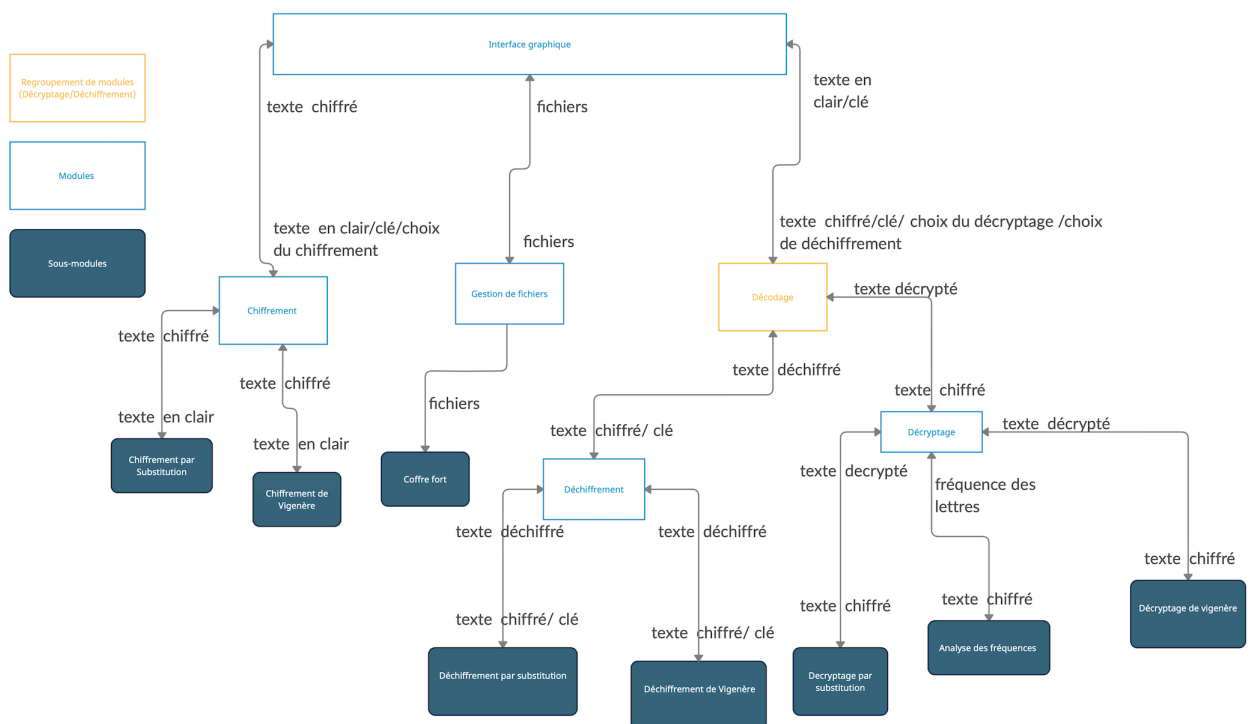 Interface graphique
Regroupement de modules
(Décryptage/Déchiffrement)
Modules
Sous-modules
texte chiffré
fichiers
texte en
clair/clé
texte en clair/clé/choix
du chiffrement
fichiers
texte chiffré/clé/ choix du décryptage /choix
de déchiffrement
Chiffrement
Gestion de fichiers
Décodage
texte décrypté
texte chiffré
texte chiffré
texte en clair
texte en clair
Chiffrement par
Substitution
Chiffrement de
Vigenère
fichiers
Coffre fort
texte déchiffré
texte chiffré/ clé
Déchiffrement
texte déchiffré
texte déchiffré
texte chiffré/ clé
texte chiffré/ clé
Déchiffrement par substitution
Déchiffrement de Vigenère
texte chiffré
Décryptage
texte décrypté
texte decrypté
fréquence des
lettres
texte chiffré
texte chiffré
texte chiffré
Decryptage par
substitution
Analyse des fréquences
Décryptage de vigenère